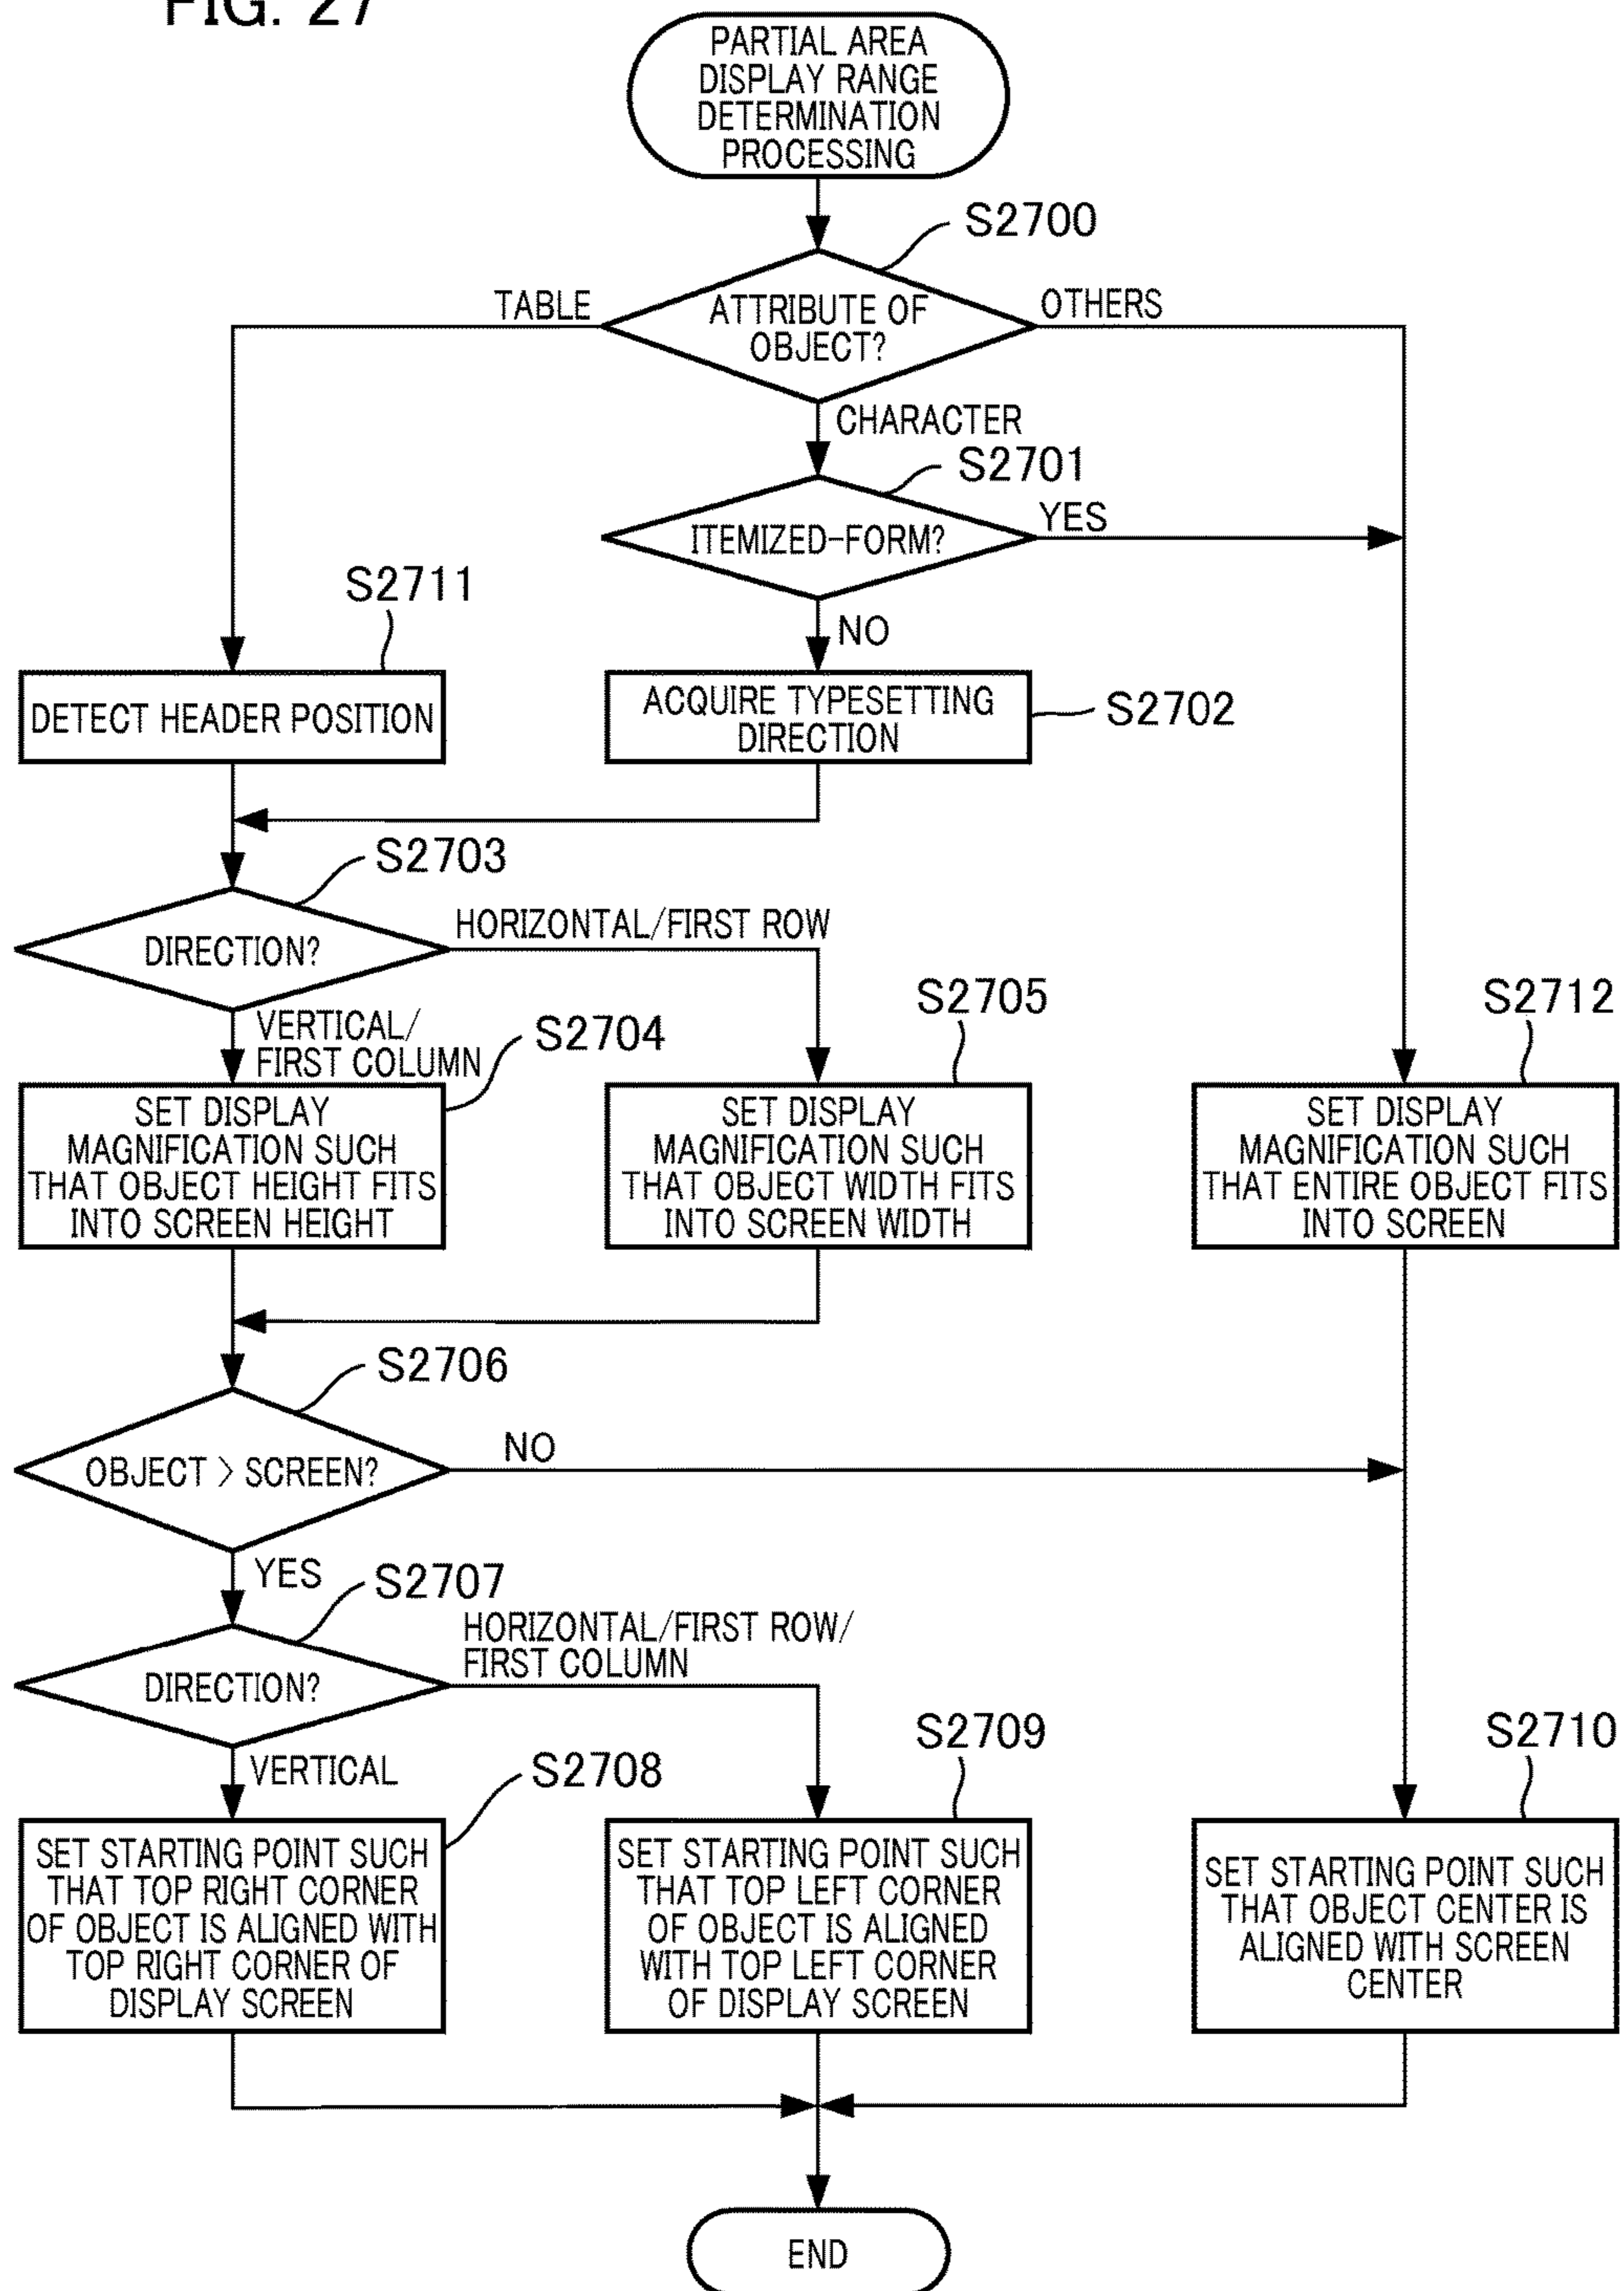 FIG. 27
PARTIAL AREA
DISPLAY RANGE
DETERMINATION
PROCESSING
S2700
TABLE
ATTRIBUTE OF
OBJECT?
OTHERS
CHARACTER
S2701
ITEMIZED-FORM?
YES
S2711
NO
DETECT HEADER POSITION
ACQUIRE TYPESETTING
DIRECTION
S2702
S2703
DIRECTION?
HORIZONTAL/FIRST ROW
VERTICAL/
FIRST COLUMN
S2704
S2705
S2712
SET DISPLAY
MAGNIFICATION SUCH
THAT OBJECT HEIGHT FITS
INTO SCREEN HEIGHT
SET DISPLAY
MAGNIFICATION SUCH
THAT OBJECT WIDTH FITS
INTO SCREEN WIDTH
SET DISPLAY
MAGNIFICATION SUCH
THAT ENTIRE OBJECT FITS
INTO SCREEN
S2706
OBJECT > SCREEN?
NO
YES
S2707
DIRECTION?
HORIZONTAL/FIRST ROW/
FIRST COLUMN
VERTICAL
S2708
S2709
S2710
SET STARTING POINT SUCH
THAT TOP RIGHT CORNER
OF OBJECT IS ALIGNED WITH
TOP RIGHT CORNER OF
DISPLAY SCREEN
SET STARTING POINT SUCH
THAT TOP LEFT CORNER
OF OBJECT IS ALIGNED
WITH TOP LEFT CORNER
OF DISPLAY SCREEN
SET STARTING POINT SUCH
THAT OBJECT CENTER IS
ALIGNED WITH SCREEN
CENTER
END